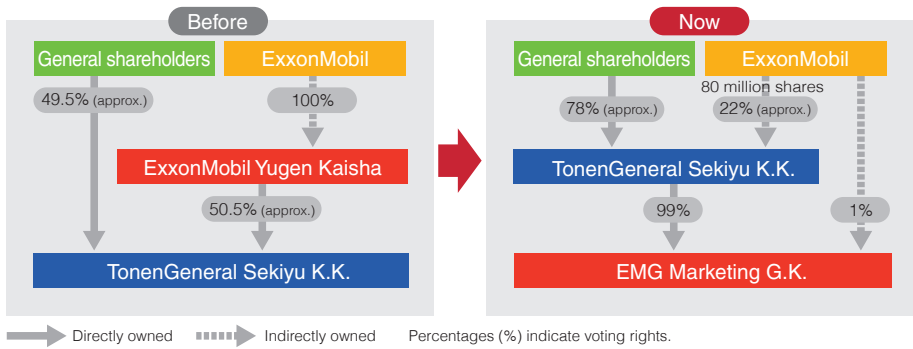 Before
General shareholders
ExxonMobil
49.5% (approx.)
100%
ExxonMobil Yugen Kaisha
50.5% (approx.)
TonenGeneral Sekiyu K.K.
Now
General shareholders
ExxonMobil
80 million shares
78% (approx.)
22% (approx.)
TonenGeneral Sekiyu K.K.
99%
1%
EMG Marketing G.K.
Directly owned
Indirectly owned
Percentages (%) indicate voting rights.